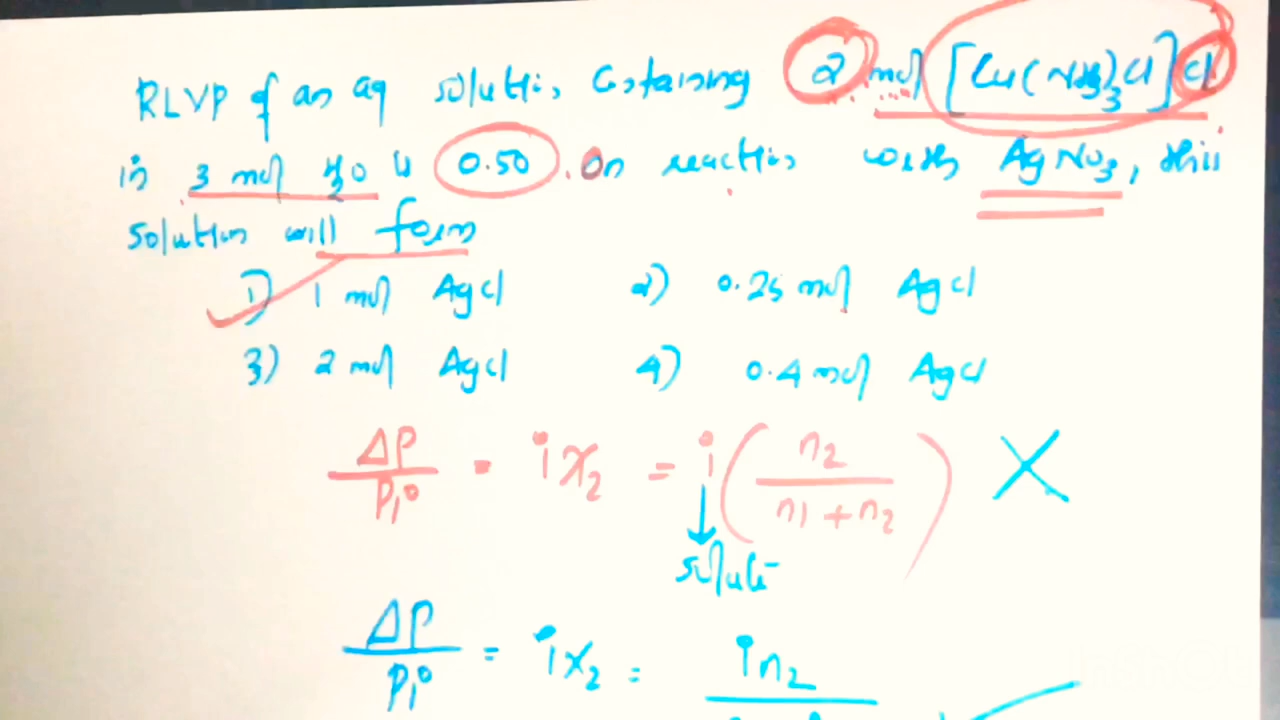 RLVP of an aq solution containing 2 mol [Cu(NH3)3Cl]Cl
in 3 mol H2O is 0.50. On reaction with AgNO3, this
solution will form
1) 1 mol AgCl 2) 0.25 mol AgCl
3) 2 mol AgCl 4) 0.4 mol AgCl
ΔP/P1° = ix2 = i(n2/(n1+n2)) X
solute
ΔP/P1° = ix2 = in2